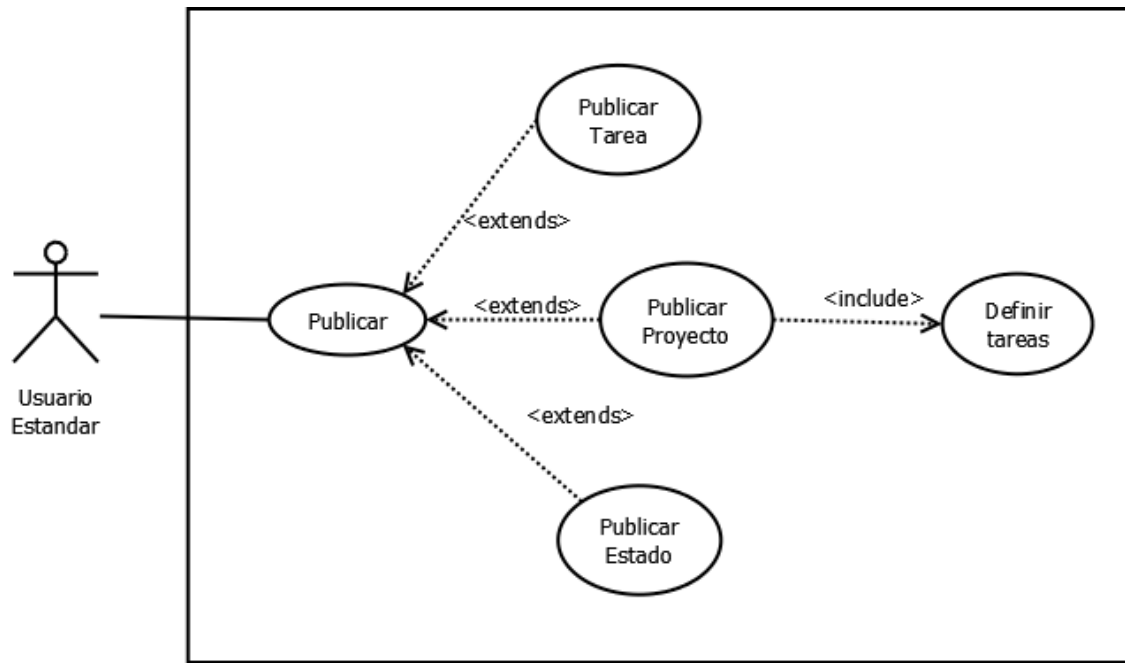 Publicar
Tarea
<extends>
<extends>
Publicar
Proyecto
<include>
Definir
tareas
Publicar
Usuario
Estandar
<extends>
Publicar
Estado